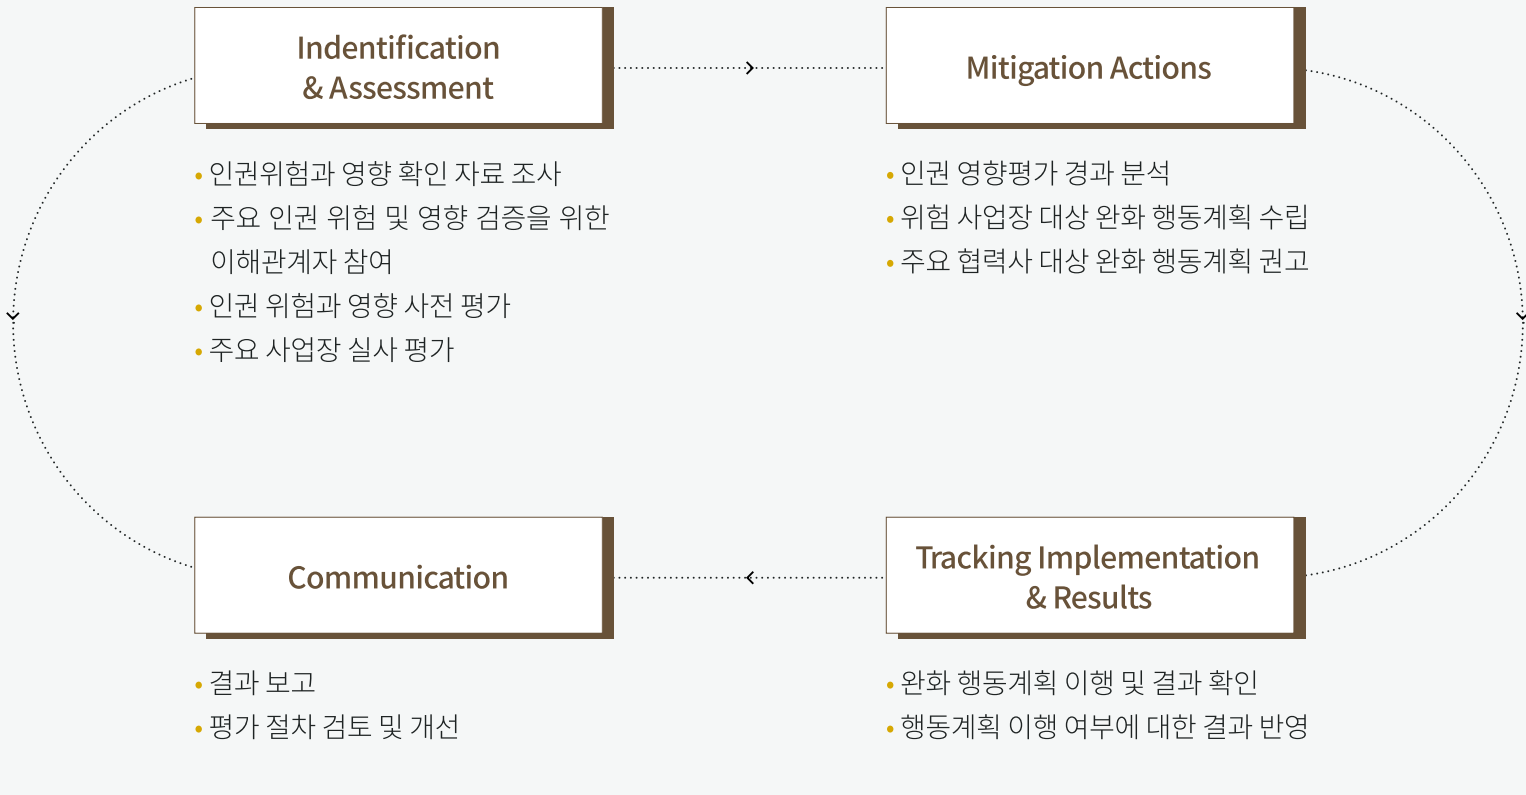 Indentification
& Assessment
• 인권위험과 영향 확인 자료 조사
• 주요 인권 위험 및 영향 검증을 위한
이해관계자 참여
• 인권 위험과 영향 사전 평가
• 주요 사업장 실사 평가
Mitigation Actions
• 인권 영향평가 경과 분석
• 위험 사업장 대상 완화 행동계획 수립
• 주요 협력사 대상 완화 행동계획 권고
Communication
• 결과 보고
• 평가 절차 검토 및 개선
Tracking Implementation
& Results
• 완화 행동계획 이행 및 결과 확인
• 행동계획 이행 여부에 대한 결과 반영